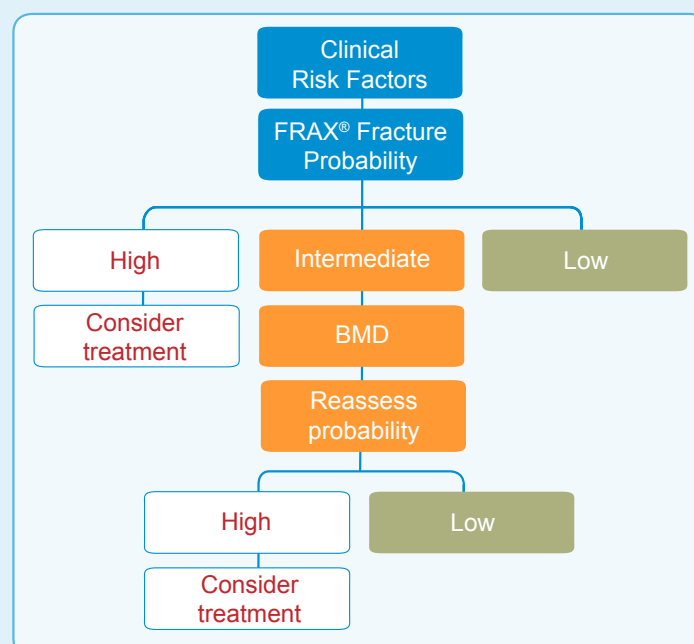 Clinical
Risk Factors
FRAX® Fracture
Probability
High
Intermediate
Low
Consider
treatment
BMD
Reassess
probability
High
Low
Consider
treatment